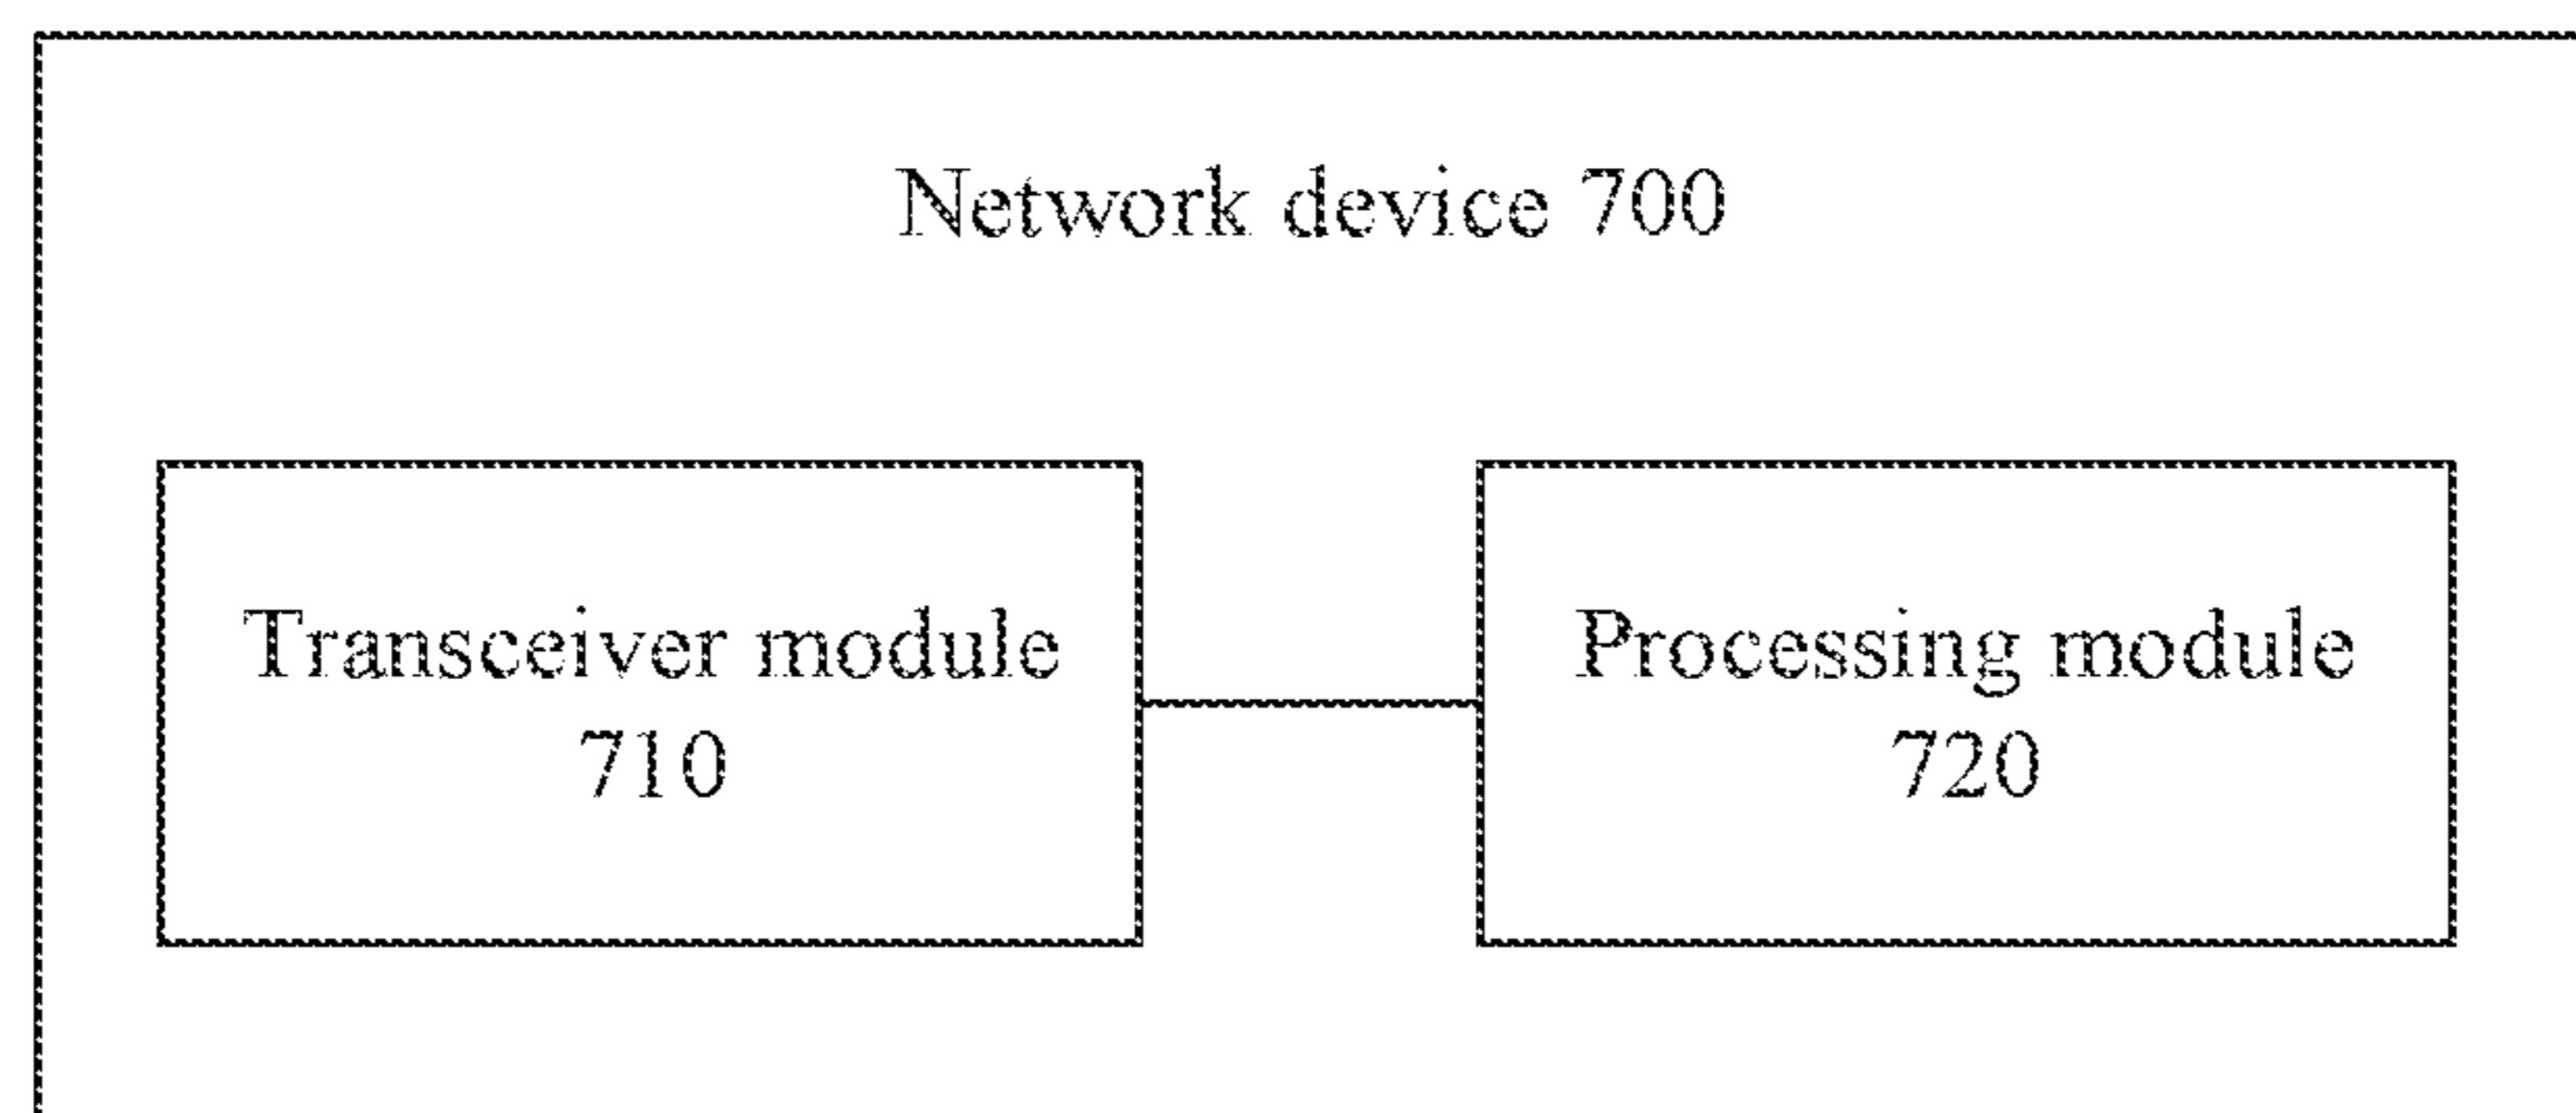 Network device 700
Transceiver module
710
Processing module
720